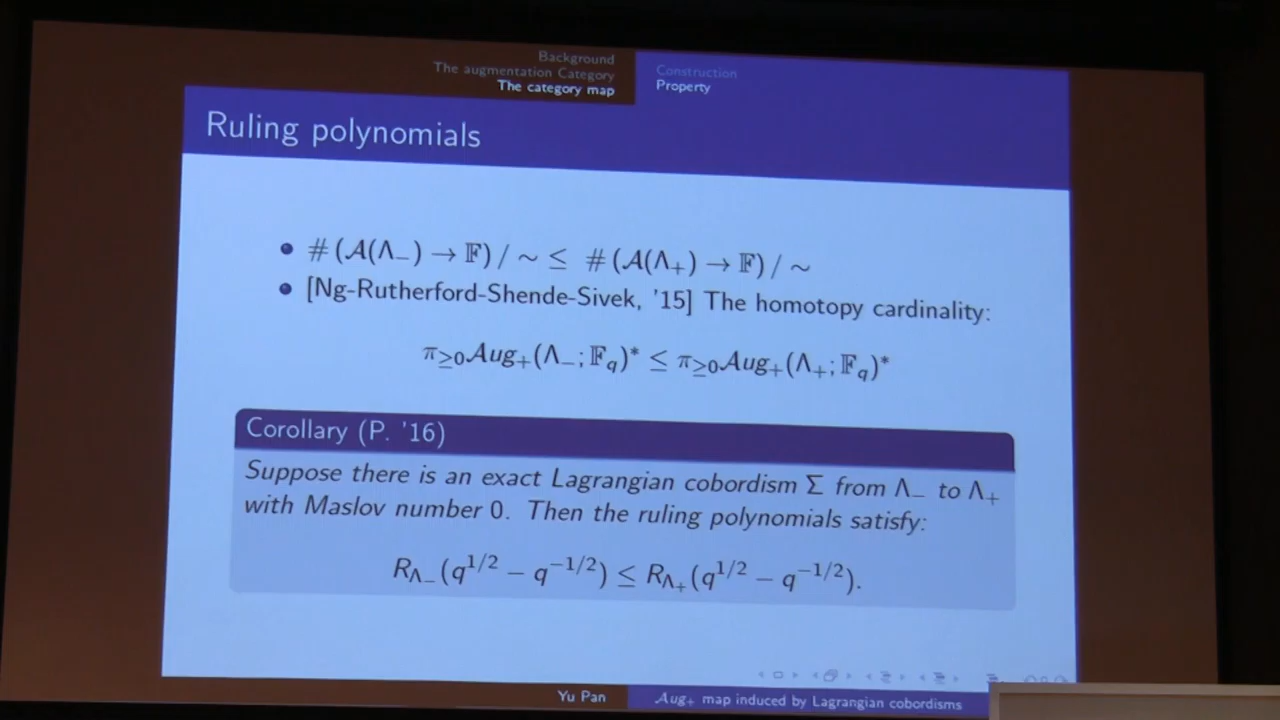 Background
The augmentation Category
The category map
Construction
Property
Ruling polynomials
# (𝒜(Λ₋) → 𝔽) / ∼ ≤ # (𝒜(Λ₊) → 𝔽) / ∼
[Ng-Rutherford-Shende-Sivek, '15] The homotopy cardinality:
π≥0𝒜ug₊(Λ₋; 𝔽q)* ≤ π≥0𝒜ug₊(Λ₊; 𝔽q)*
Corollary (P. '16)
Suppose there is an exact Lagrangian cobordism Σ from Λ₋ to Λ₊
with Maslov number 0. Then the ruling polynomials satisfy:
R_Λ₋(q^{1/2} − q^{−1/2}) ≤ R_Λ₊(q^{1/2} − q^{−1/2}).
Yu Pan
𝒜ug₊ map induced by Lagrangian cobordisms